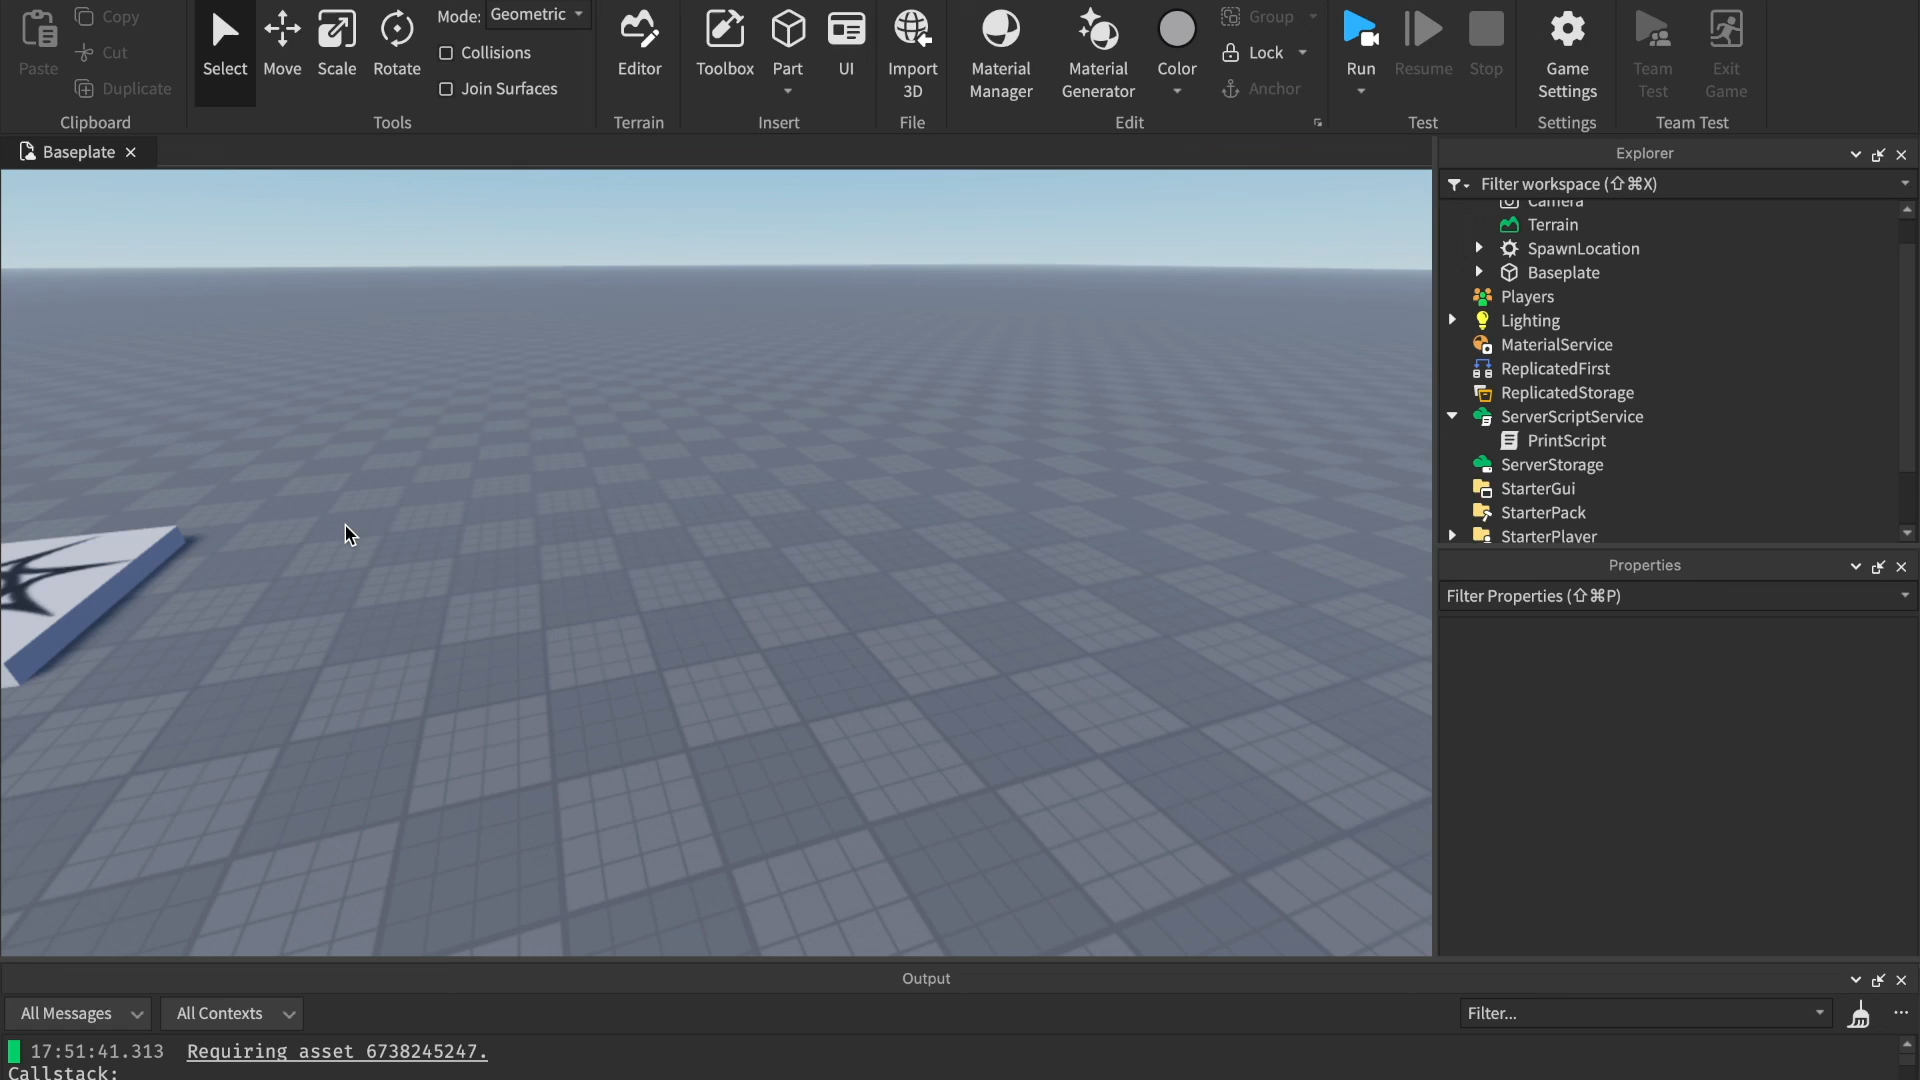 Paste
Copy
Cut
Duplicate
Clipboard
Select
Move
Scale
Rotate
Mode: Geometric
Collisions
Join Surfaces
Tools
Editor
Terrain
Toolbox
Part
UI
Insert
Import
3D
File
Material
Manager
Material
Generator
Color
Group
Lock
Anchor
Edit
Run
Resume
Stop
Test
Game
Settings
Settings
Team
Test
Exit
Game
Team Test
Baseplate
Explorer
Filter workspace (⇧⌘X)
Camera
Terrain
SpawnLocation
Baseplate
Players
Lighting
MaterialService
ReplicatedFirst
ReplicatedStorage
ServerScriptService
PrintScript
ServerStorage
StarterGui
StarterPack
StarterPlayer
Properties
Filter Properties (⇧⌘P)
Output
All Messages
All Contexts
Filter...
17:51:41.313 Requiring asset 6738245247.
Callstack: